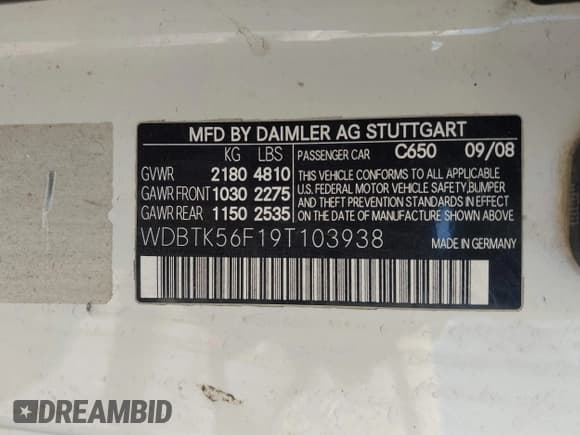 MFD BY DAIMLER AG STUTTGART
KG LBS PASSENGER CAR C650 09/08
GVWR 2180 4810
GAWR FRONT 1030 2275
GAWR REAR 1150 2535
THIS VEHICLE CONFORMS TO ALL APPLICABLE
U.S. FEDERAL MOTOR VEHICLE SAFETY, BUMPER
AND THEFT PREVENTION STANDARDS IN EFFECT
ON THE DATE OF MANUFACTURE SHOWN ABOVE.
WDBTK56F19T103938 MADE IN GERMANY
DREAMBID